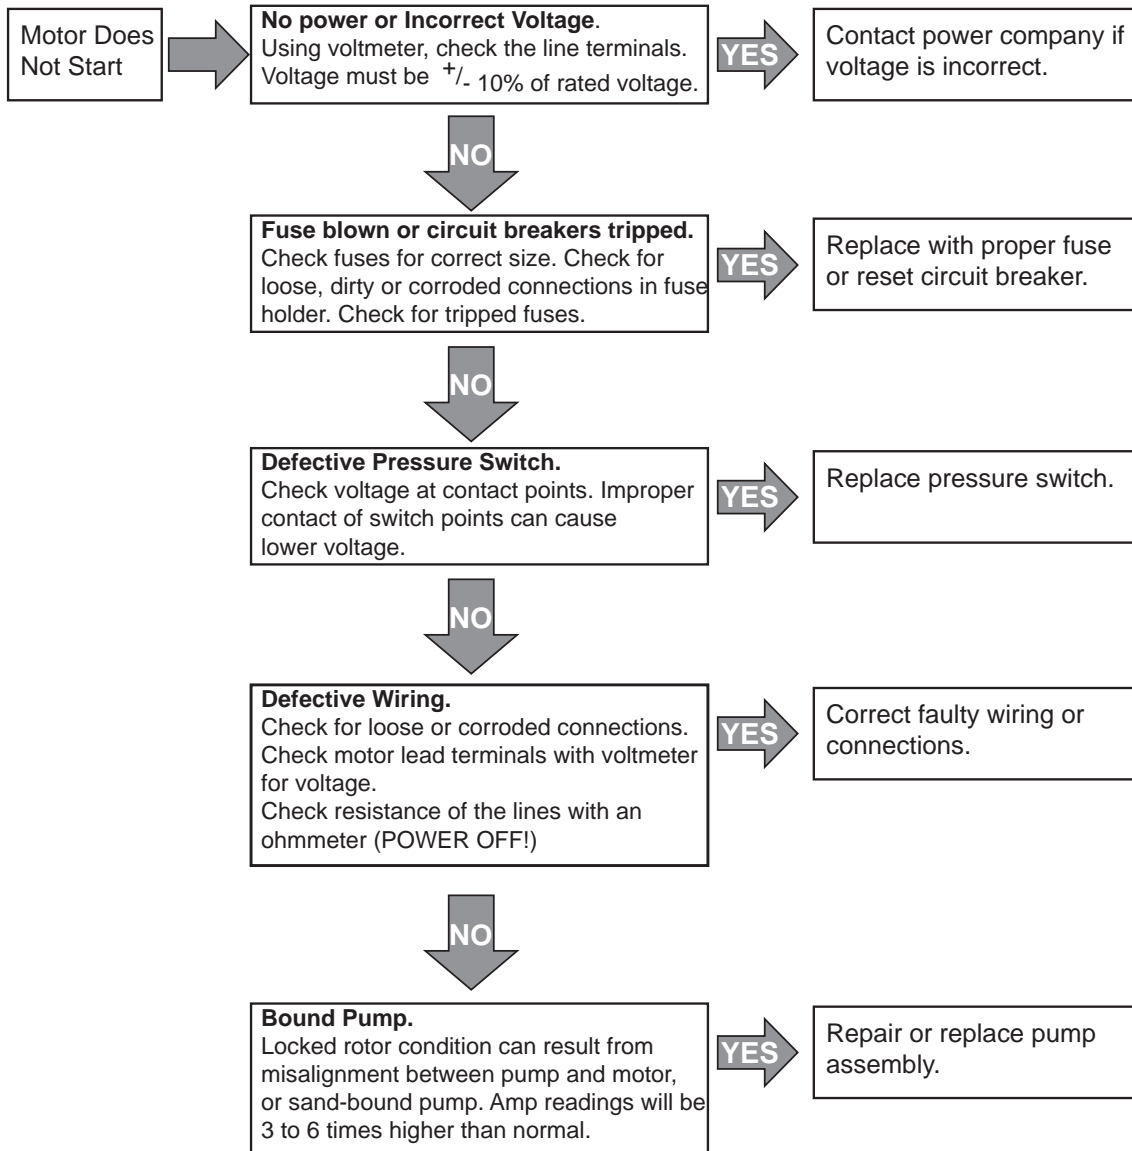 Motor Does
Not Start
No power or Incorrect Voltage.
Using voltmeter, check the line terminals.
Voltage must be +/- 10% of rated voltage.
YES
Contact power company if
voltage is incorrect.
NO
Fuse blown or circuit breakers tripped.
Check fuses for correct size. Check for
loose, dirty or corroded connections in fuse
holder. Check for tripped fuses.
YES
Replace with proper fuse
or reset circuit breaker.
NO
Defective Pressure Switch.
Check voltage at contact points. Improper
contact of switch points can cause
lower voltage.
YES
Replace pressure switch.
NO
Defective Wiring.
Check for loose or corroded connections.
Check motor lead terminals with voltmeter
for voltage.
Check resistance of the lines with an
ohmmeter (POWER OFF!)
YES
Correct faulty wiring or
connections.
NO
Bound Pump.
Locked rotor condition can result from
misalignment between pump and motor,
or sand-bound pump. Amp readings will be
3 to 6 times higher than normal.
YES
Repair or replace pump
assembly.